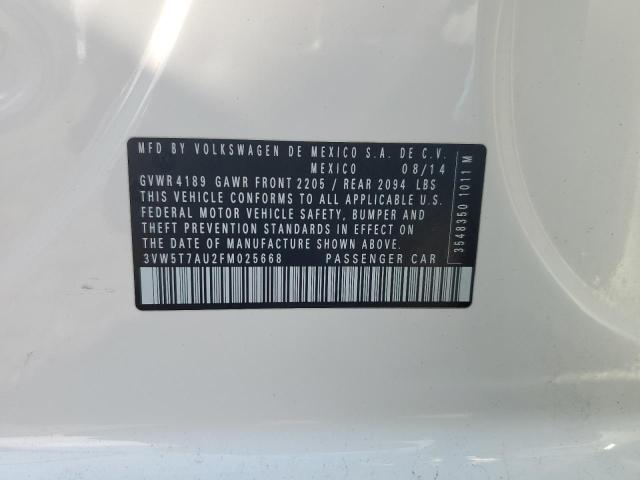 MFD BY VOLKSWAGEN DE MEXICO S.A. DE C.V.
MEXICO 08/14
GVWR 4189 GAWR FRONT 2205 / REAR 2094 LBS
THIS VEHICLE CONFORMS TO ALL APPLICABLE U.S.
FEDERAL MOTOR VEHICLE SAFETY, BUMPER AND
THEFT PREVENTION STANDARDS IN EFFECT ON
THE DATE OF MANUFACTURE SHOWN ABOVE.
3VW5T7AU2FM025668 PASSENGER CAR
3548350 1011 M